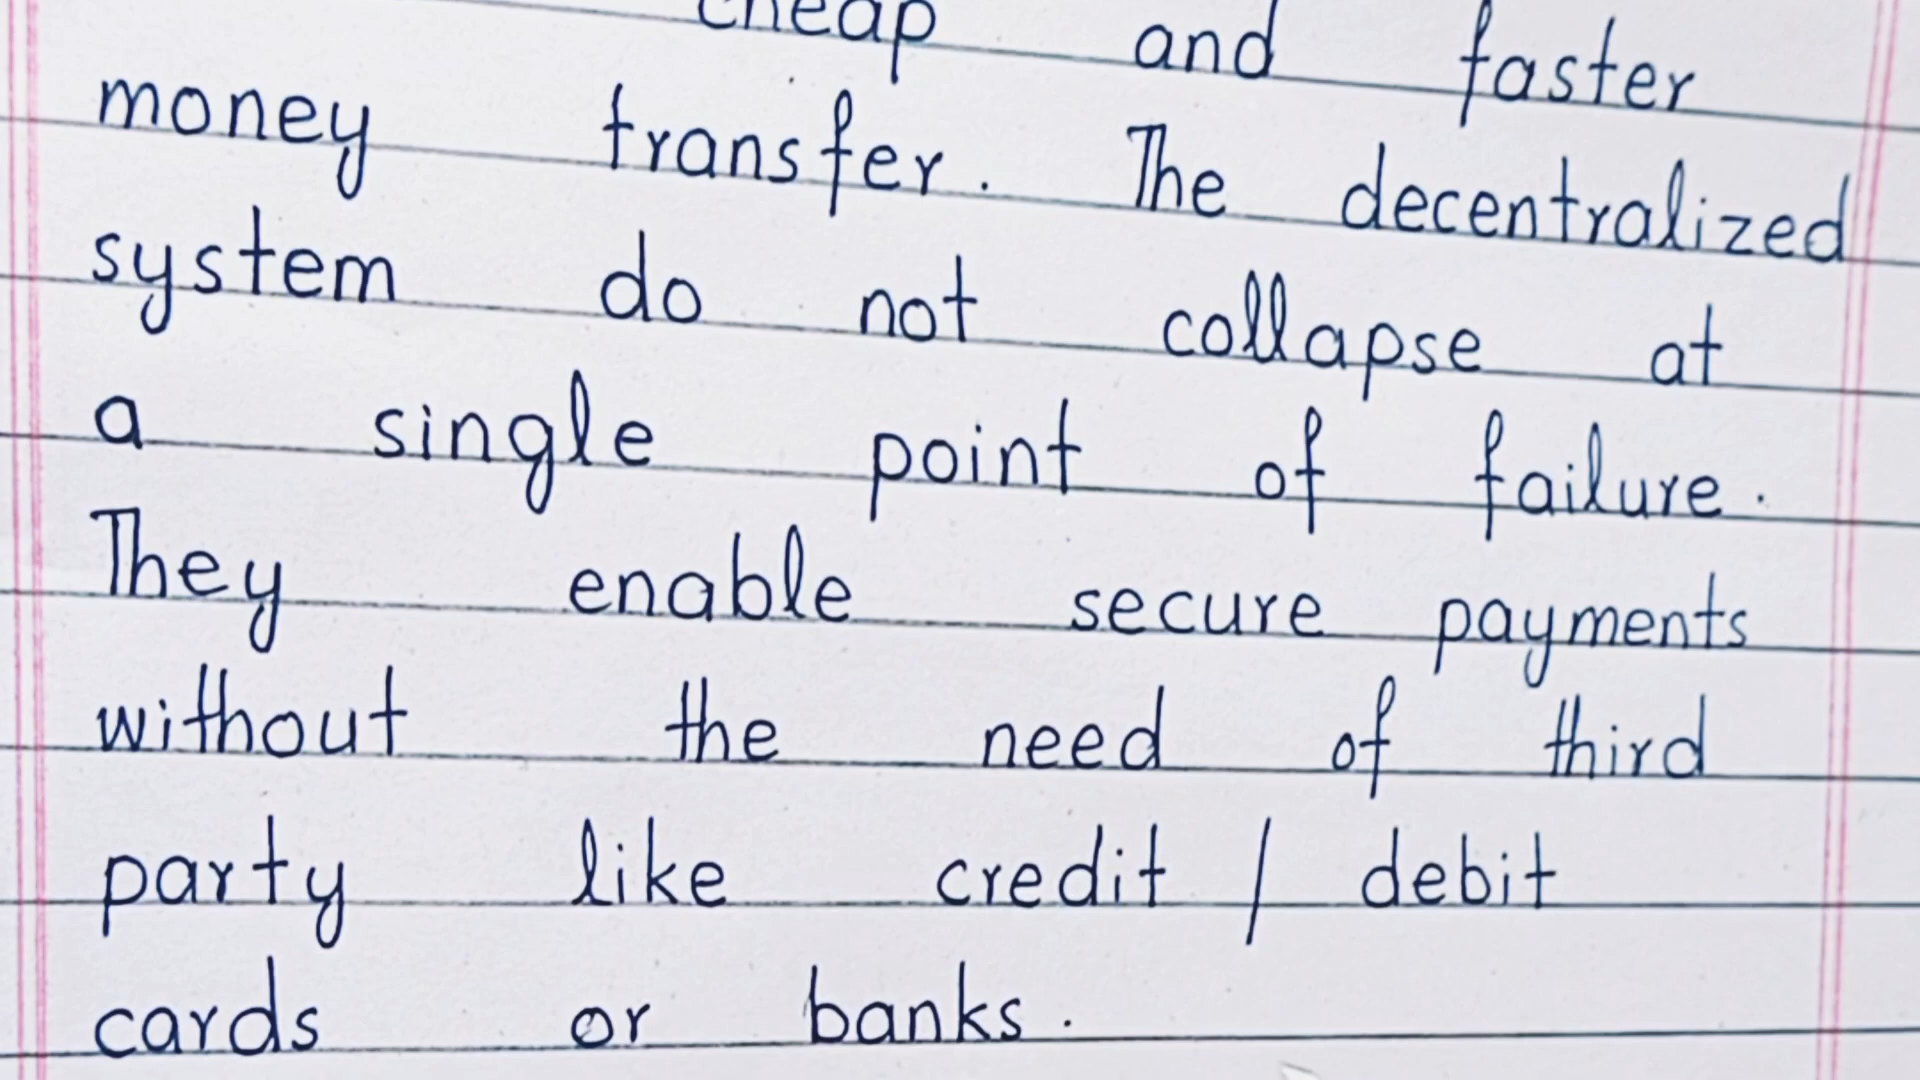 cheap and faster
money transfer. The decentralized
system do not collapse at
a single point of failure.
They enable secure payments
without the need of third
party like credit / debit
cards or banks.